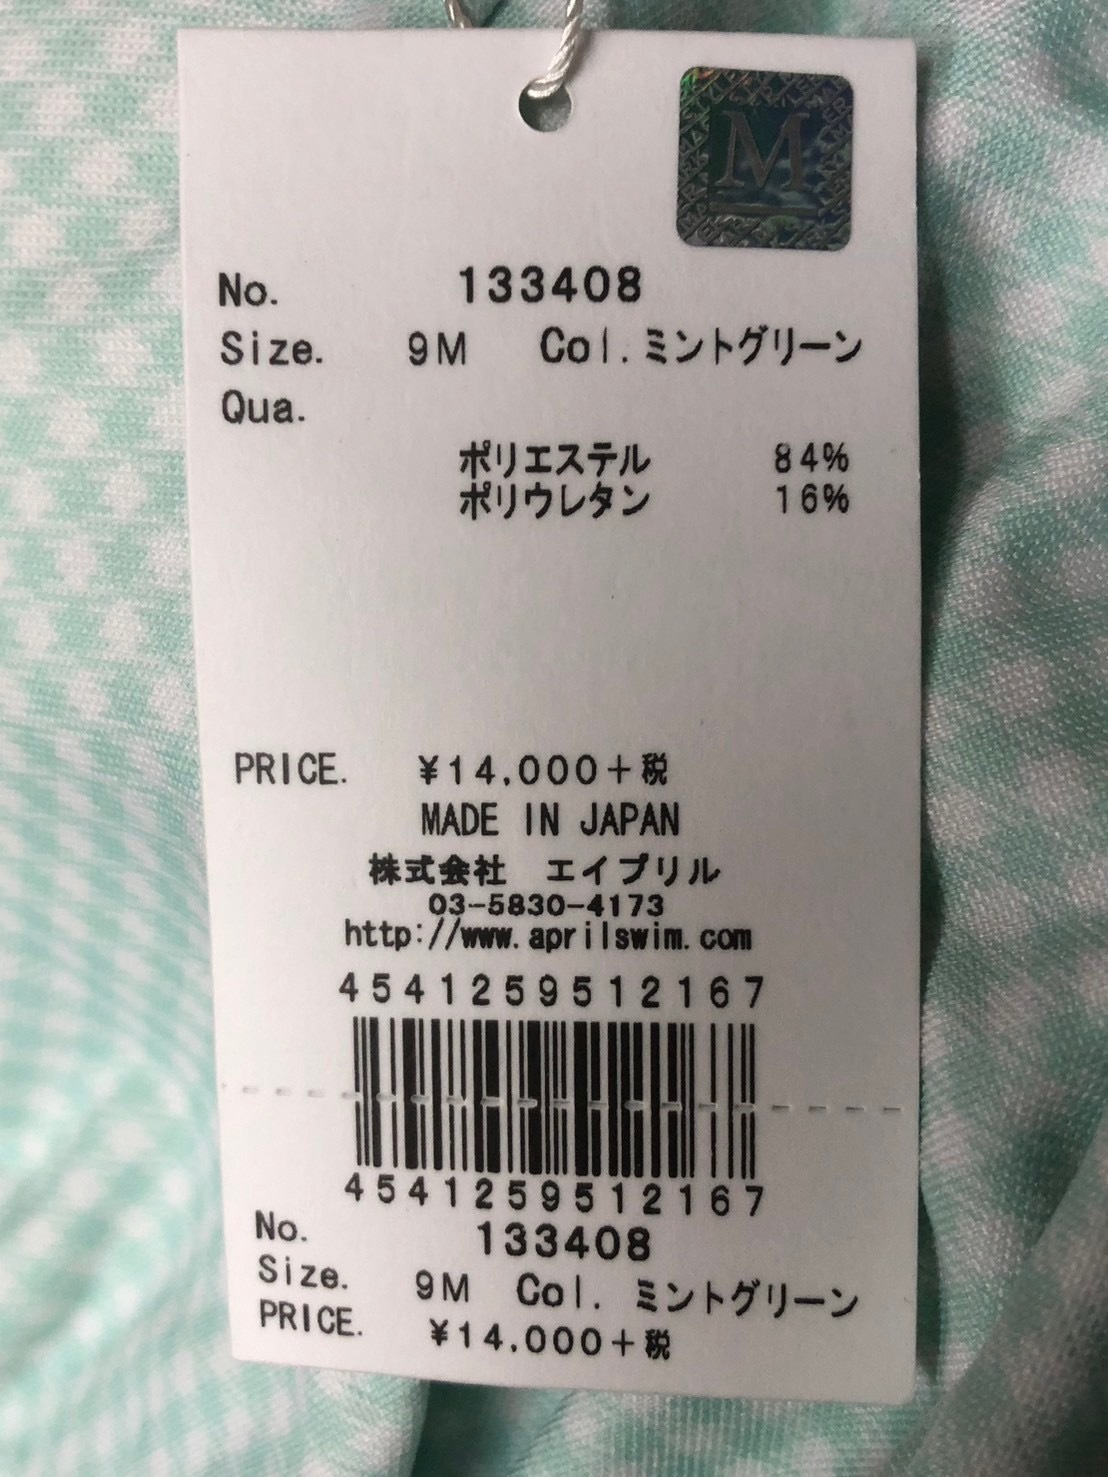 M
No. 133408
Size. 9M Col.ミントグリーン
Qua.
ポリエステル 84%
ポリウレタン 16%
PRICE. ¥14,000+税
MADE IN JAPAN
株式会社 エイプリル
03-5830-4173
http://www.aprilswim.com
4541259512167
4541259512167
No. 133408
Size. 9M Col. ミントグリーン
PRICE. ¥14,000+税